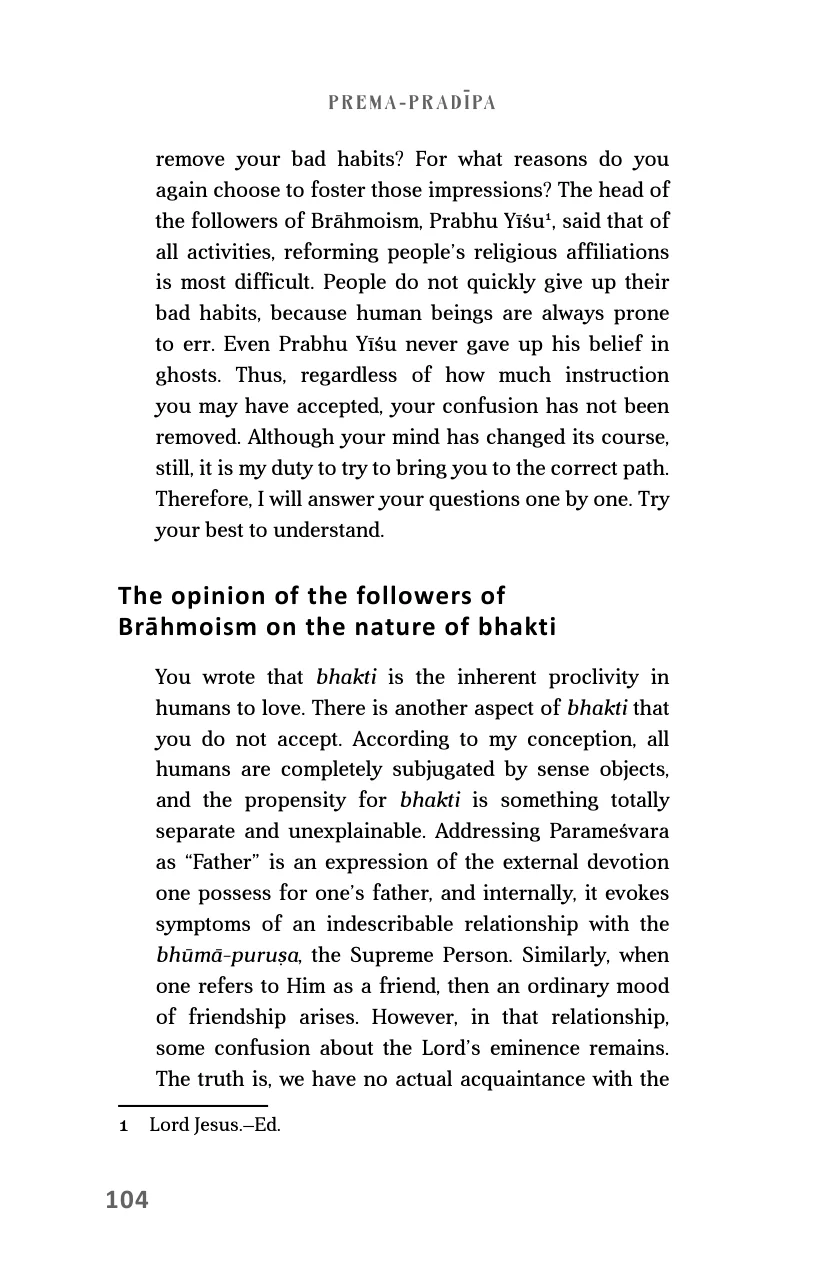 PREMA-PRADĪPA
remove your bad habits? For what reasons do you
again choose to foster those impressions? The head of
the followers of Brāhmoism, Prabhu Yīśu¹, said that of
all activities, reforming people’s religious affiliations
is most difficult. People do not quickly give up their
bad habits, because human beings are always prone
to err. Even Prabhu Yīśu never gave up his belief in
ghosts. Thus, regardless of how much instruction
you may have accepted, your confusion has not been
removed. Although your mind has changed its course,
still, it is my duty to try to bring you to the correct path.
Therefore, I will answer your questions one by one. Try
your best to understand.
The opinion of the followers of
Brāhmoism on the nature of bhakti
You wrote that bhakti is the inherent proclivity in
humans to love. There is another aspect of bhakti that
you do not accept. According to my conception, all
humans are completely subjugated by sense objects,
and the propensity for bhakti is something totally
separate and unexplainable. Addressing Parameśvara
as “Father” is an expression of the external devotion
one possess for one’s father, and internally, it evokes
symptoms of an indescribable relationship with the
bhūmā-puruṣa, the Supreme Person. Similarly, when
one refers to Him as a friend, then an ordinary mood
of friendship arises. However, in that relationship,
some confusion about the Lord’s eminence remains.
The truth is, we have no actual acquaintance with the
1 Lord Jesus.–Ed.
104